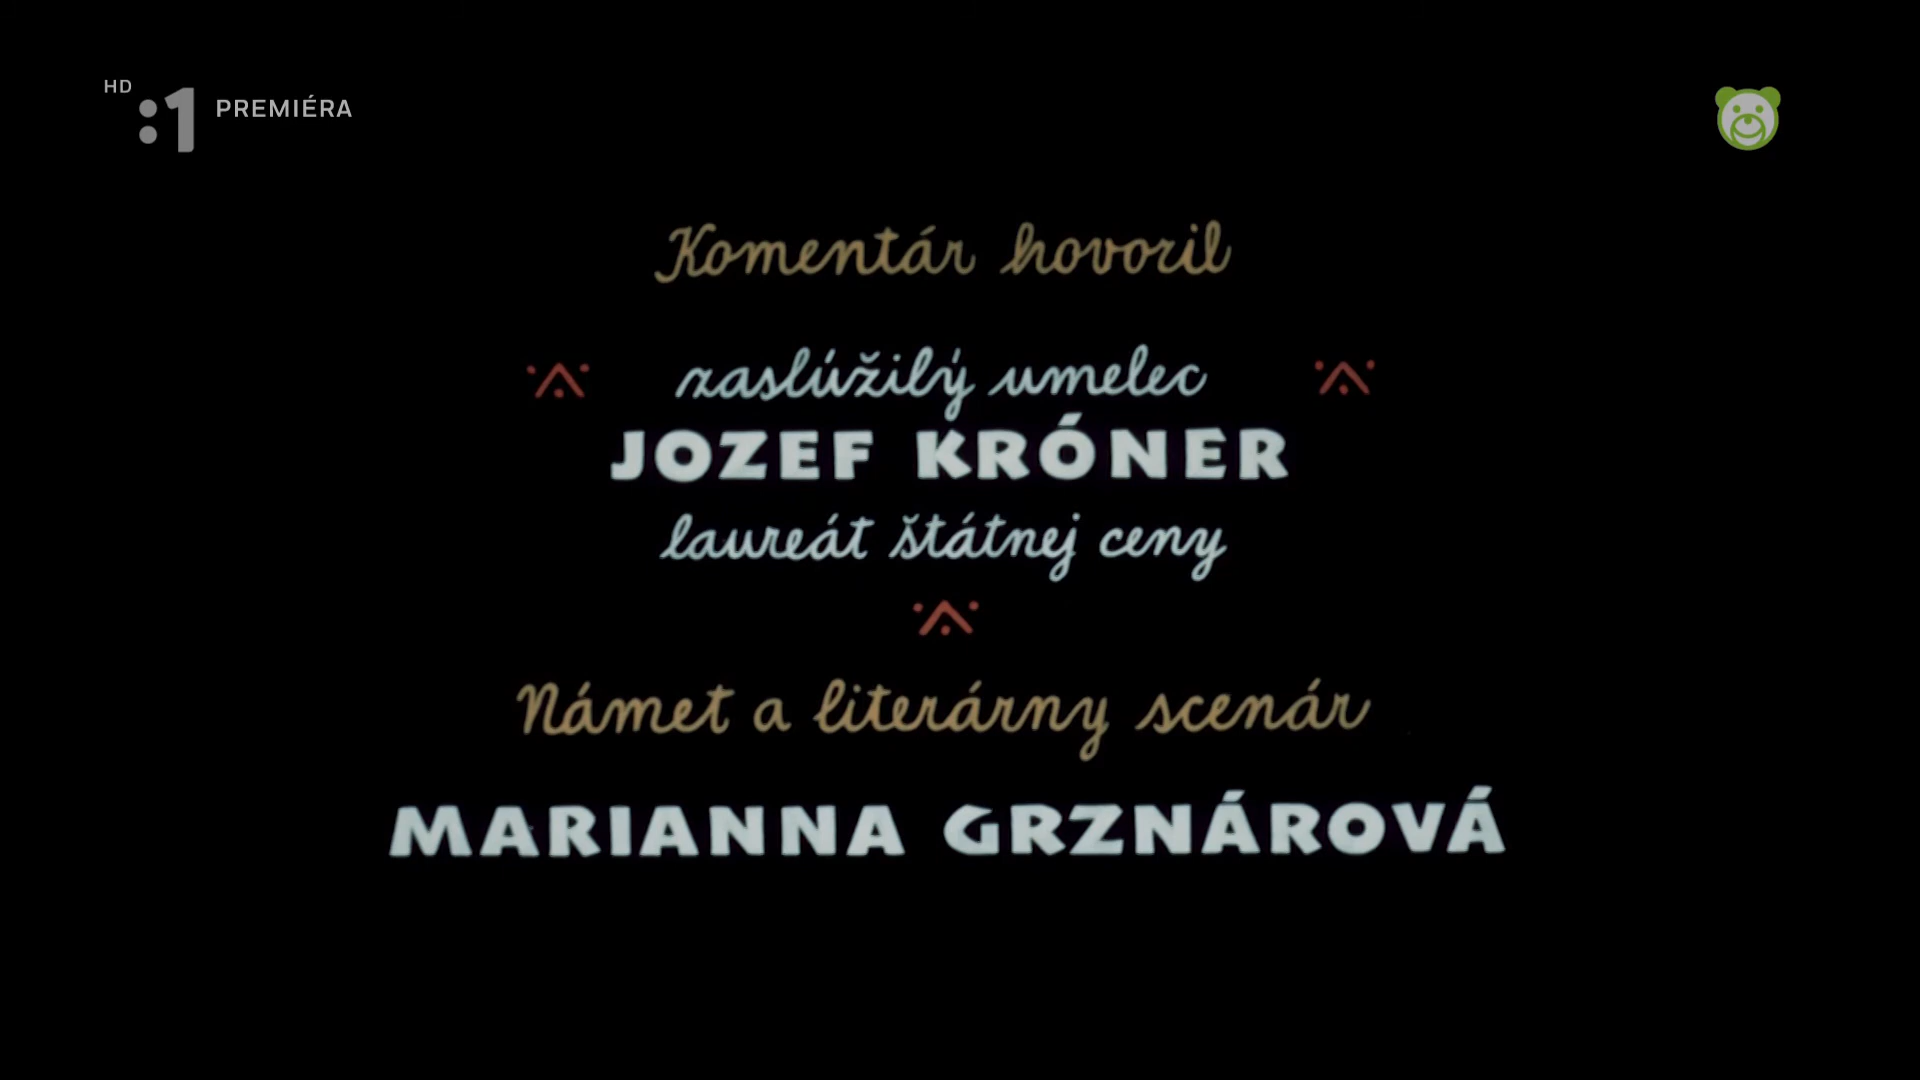 HD
:1 PREMIÉRA
Komentár hovoril
zaslúžilý umelec
JOZEF KRÓNER
laureát štátnej ceny
Námet a literárny scenár
MARIANNA GRZNÁROVÁ